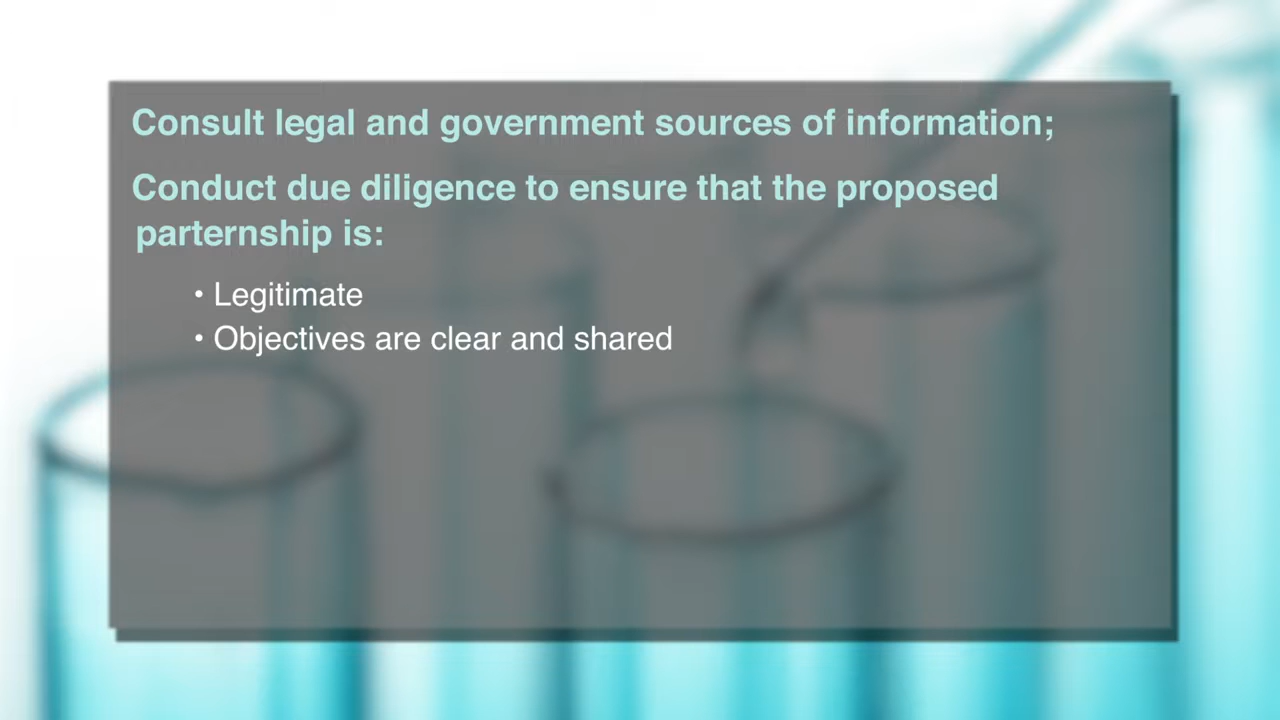 Consult legal and government sources of information;
Conduct due diligence to ensure that the proposed
parternship is:
• Legitimate
• Objectives are clear and shared